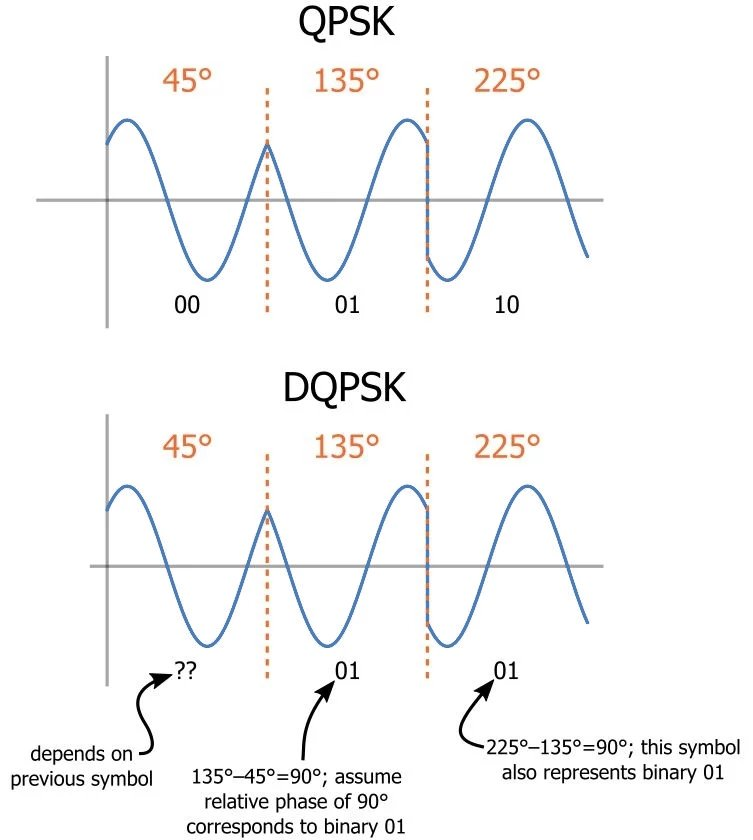 QPSK
45° 135° 225°
00 01 10
DQPSK
45° 135° 225°
?? 01 01
depends on
previous symbol
135°–45°=90°; assume
relative phase of 90°
corresponds to binary 01
225°–135°=90°; this symbol
also represents binary 01